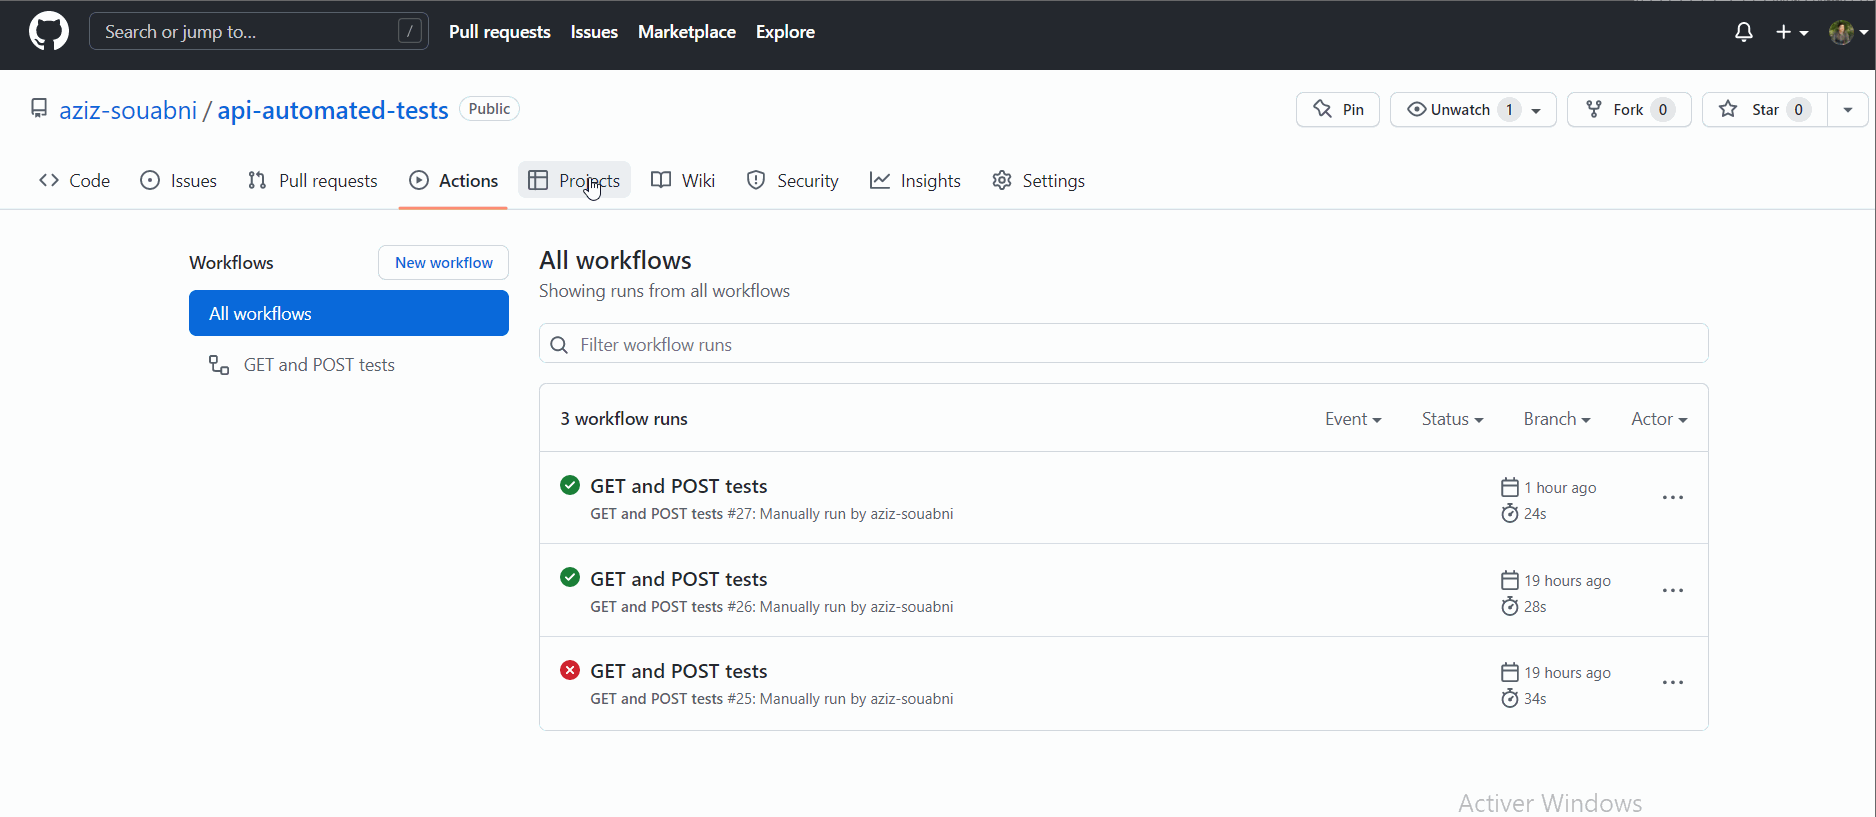 Search or jump to... / Pull requests Issues Marketplace Explore
aziz-souabni / api-automated-tests Public Pin Unwatch 1 Fork 0 Star 0
Code Issues Pull requests Actions Projects Wiki Security Insights Settings
Workflows New workflow
All workflows
GET and POST tests
All workflows
Showing runs from all workflows
Filter workflow runs
3 workflow runs Event Status Branch Actor
GET and POST tests 1 hour ago
GET and POST tests #27: Manually run by aziz-souabni 24s
GET and POST tests 19 hours ago
GET and POST tests #26: Manually run by aziz-souabni 28s
GET and POST tests 19 hours ago
GET and POST tests #25: Manually run by aziz-souabni 34s
Activer Windows